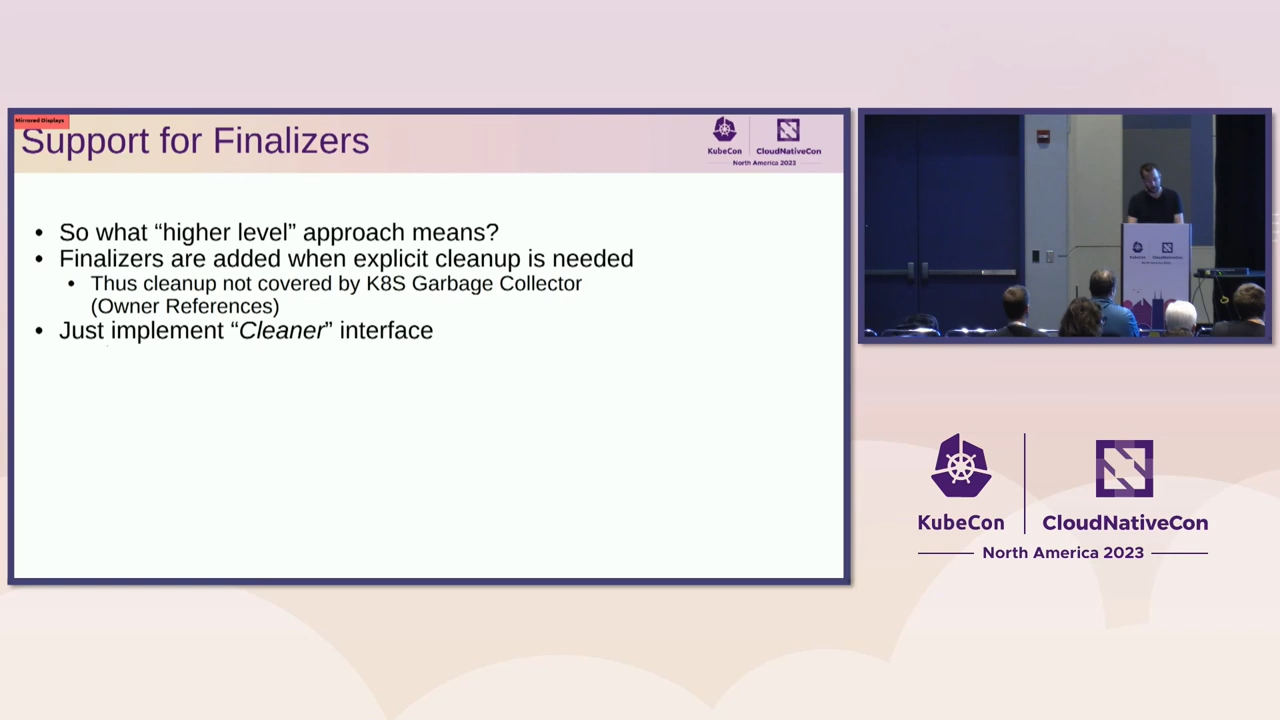 Mirrored Displays
Support for Finalizers
KubeCon
CloudNativeCon
North America 2023
• So what “higher level” approach means?
• Finalizers are added when explicit cleanup is needed
• Thus cleanup not covered by K8S Garbage Collector
(Owner References)
• Just implement “Cleaner” interface
KubeCon
CloudNativeCon
North America 2023